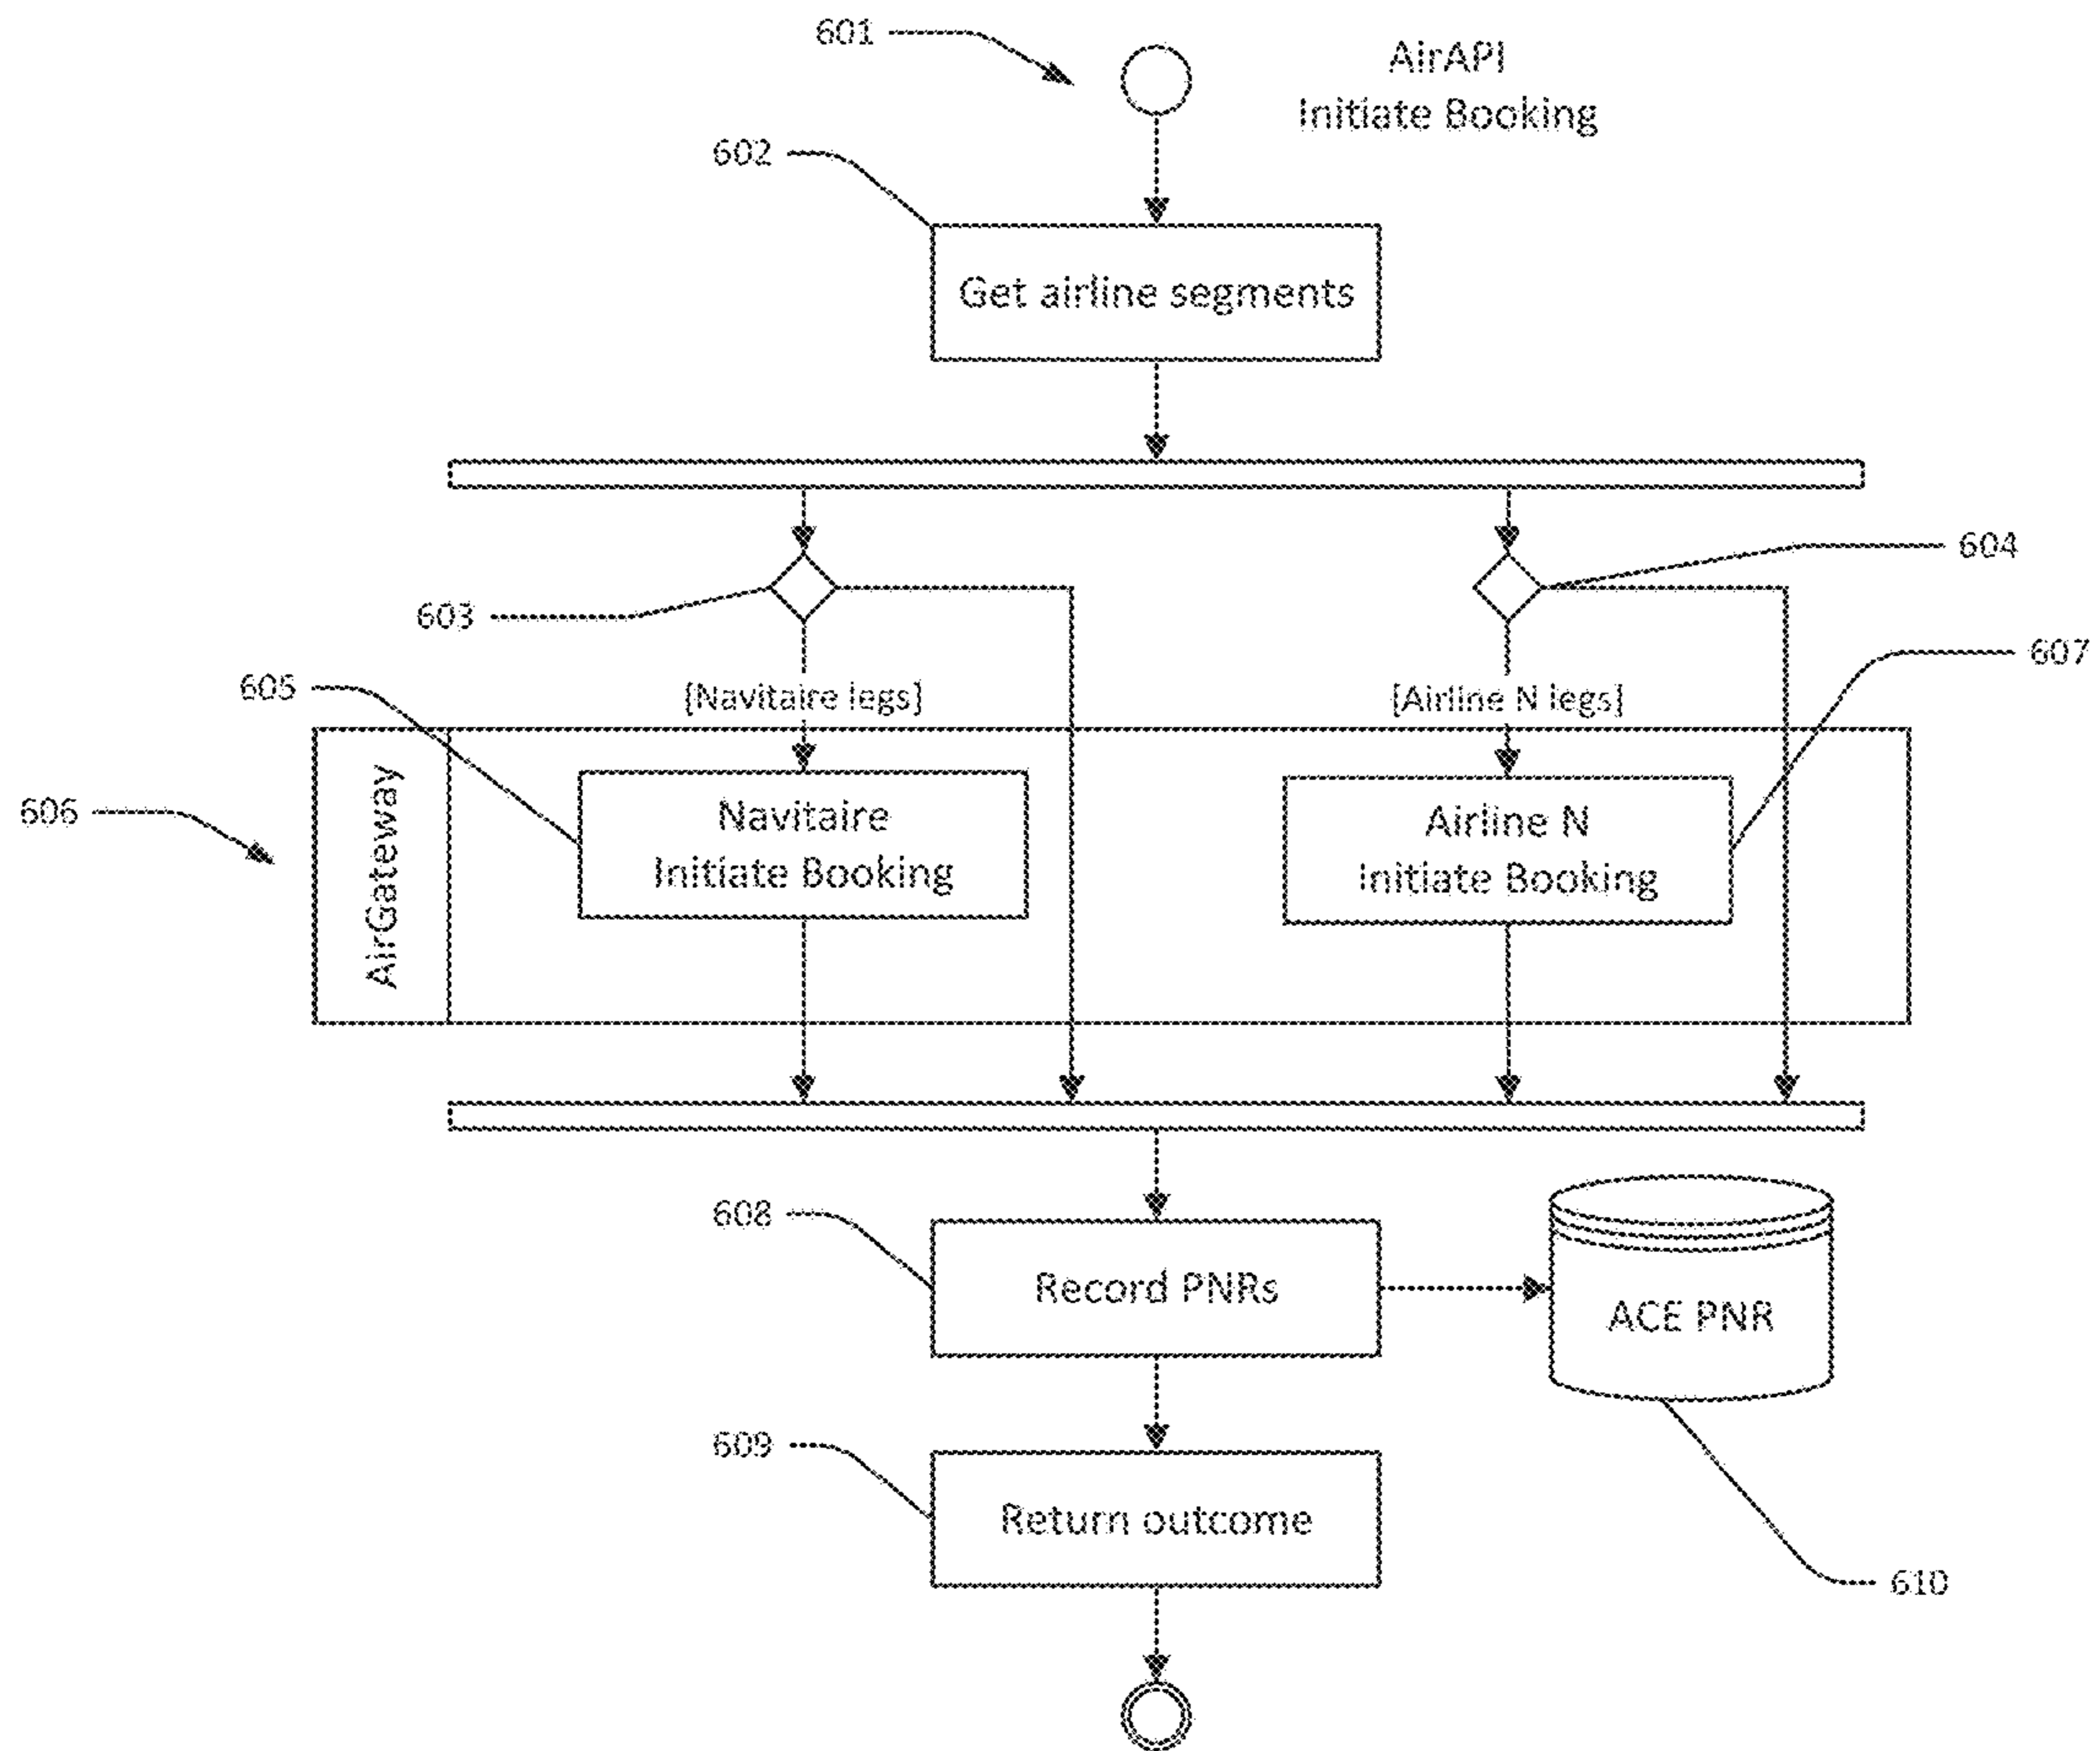 601
AirAPI
Initiate Booking
602
Get airline segments
603
604
605
[Navitaire legs]
[Airline N legs]
607
606
AirGateway
Navitaire
Initiate Booking
Airline N
Initiate Booking
608
Record PNRs
ACE PNR
609
Return outcome
610